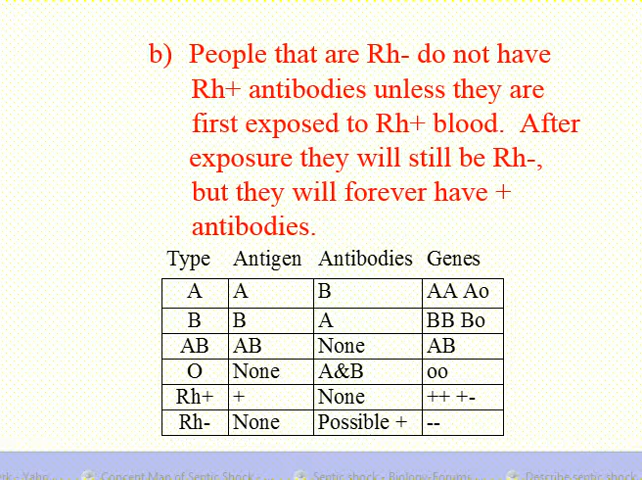 b) People that are Rh- do not have
Rh+ antibodies unless they are
first exposed to Rh+ blood. After
exposure they will still be Rh-,
but they will forever have +
antibodies.
Type Antigen Antibodies Genes
A A B AA Ao
B B A BB Bo
AB AB None AB
O None A&B oo
Rh+ + None ++ +-
Rh- None Possible + --
Concept Map of Septic Shock - ... Septic shock - Biology-Forums ... Describe septic shock